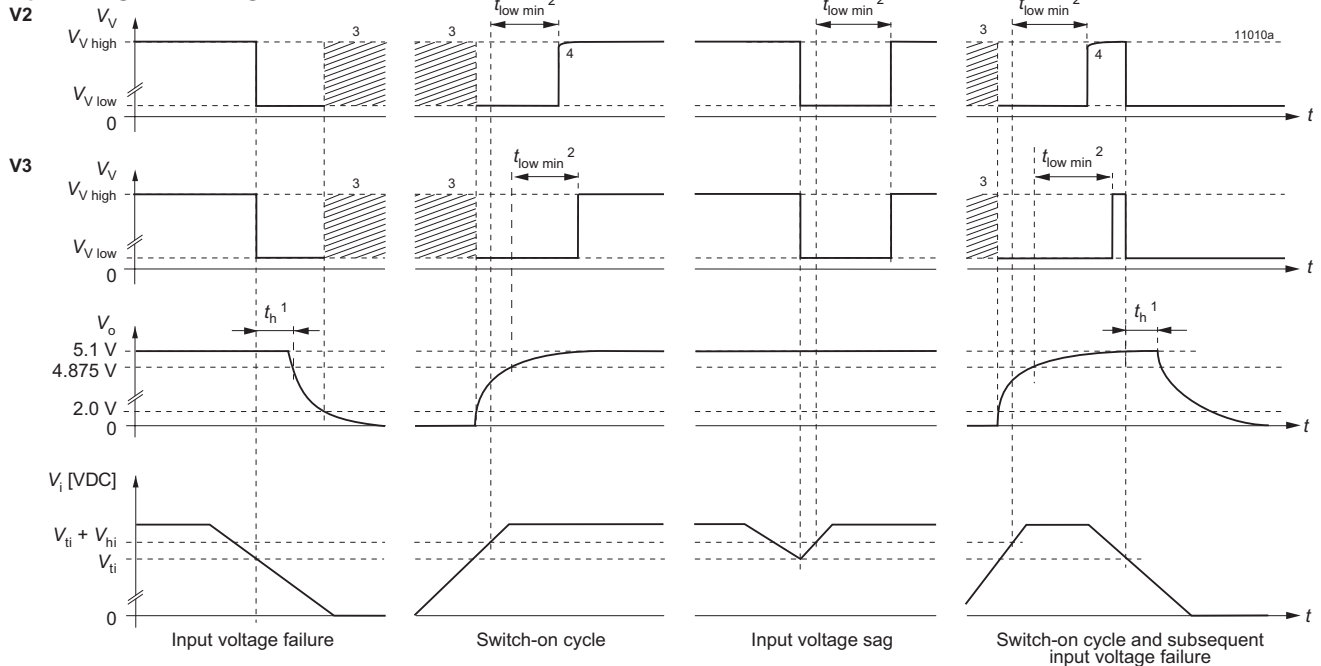 V2
V_V
V_V high
V_V low
0
3
3
t_low min 2
4
t_low min 2
3
t_low min 2
4
11010a
t
V3
V_V
V_V high
V_V low
0
3
3
t_low min 2
3
t_low min 2
t
V_o
5.1 V
4.875 V
2.0 V
0
t_h 1
t_h 1
t
V_i [VDC]
V_ti + V_hi
V_ti
0
t
Input voltage failure
Switch-on cycle
Input voltage sag
Switch-on cycle and subsequent
input voltage failure